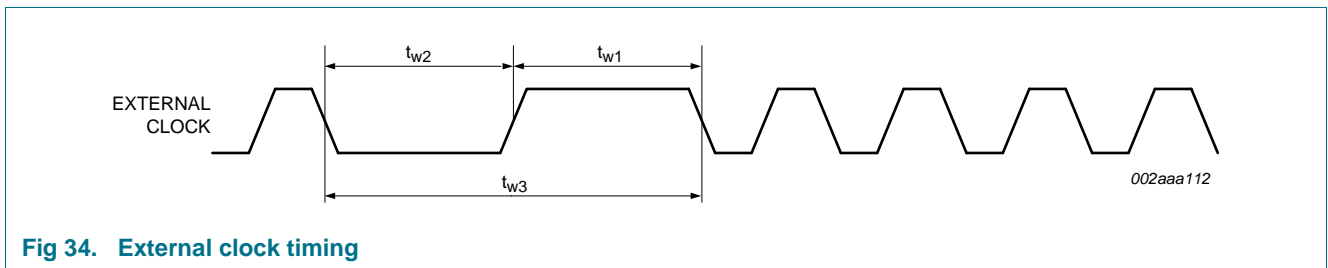 tw2
tw1
EXTERNAL
CLOCK
tw3
002aaa112
Fig 34. External clock timing